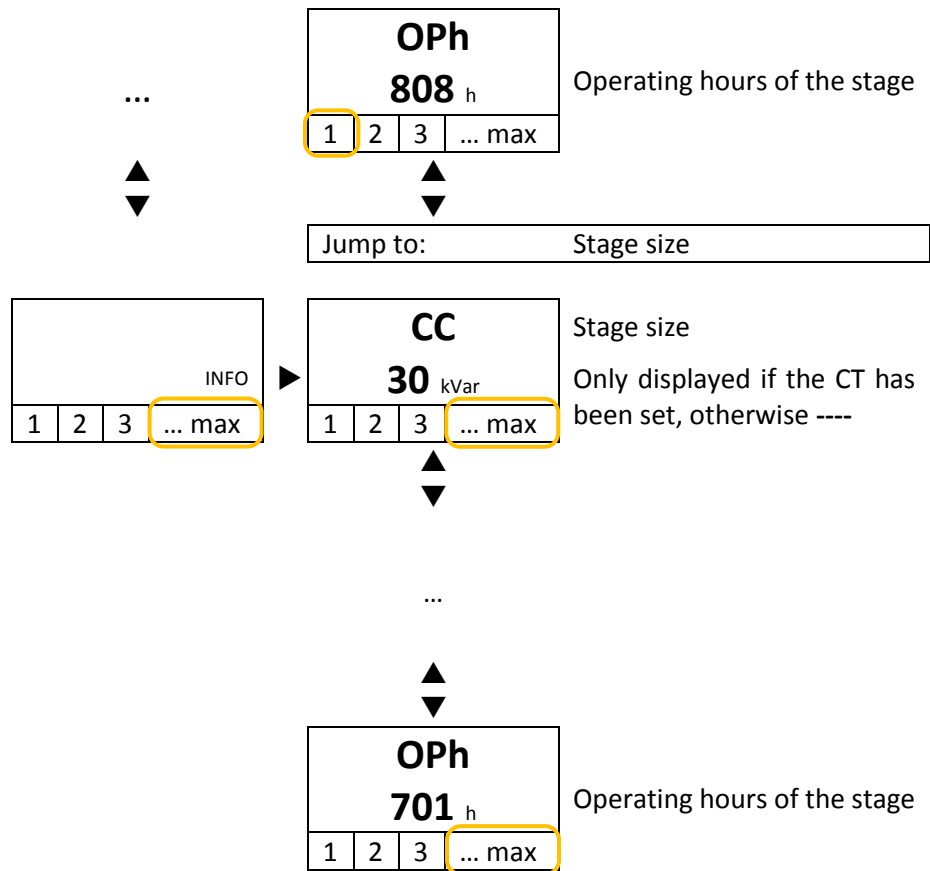 OPh
...
808 h
Operating hours of the stage
1 2 3 ... max
Jump to: Stage size
CC
Stage size
INFO
30 kVar
Only displayed if the CT has
been set, otherwise ----
1 2 3 ... max
1 2 3 ... max
...
OPh
701 h
Operating hours of the stage
1 2 3 ... max